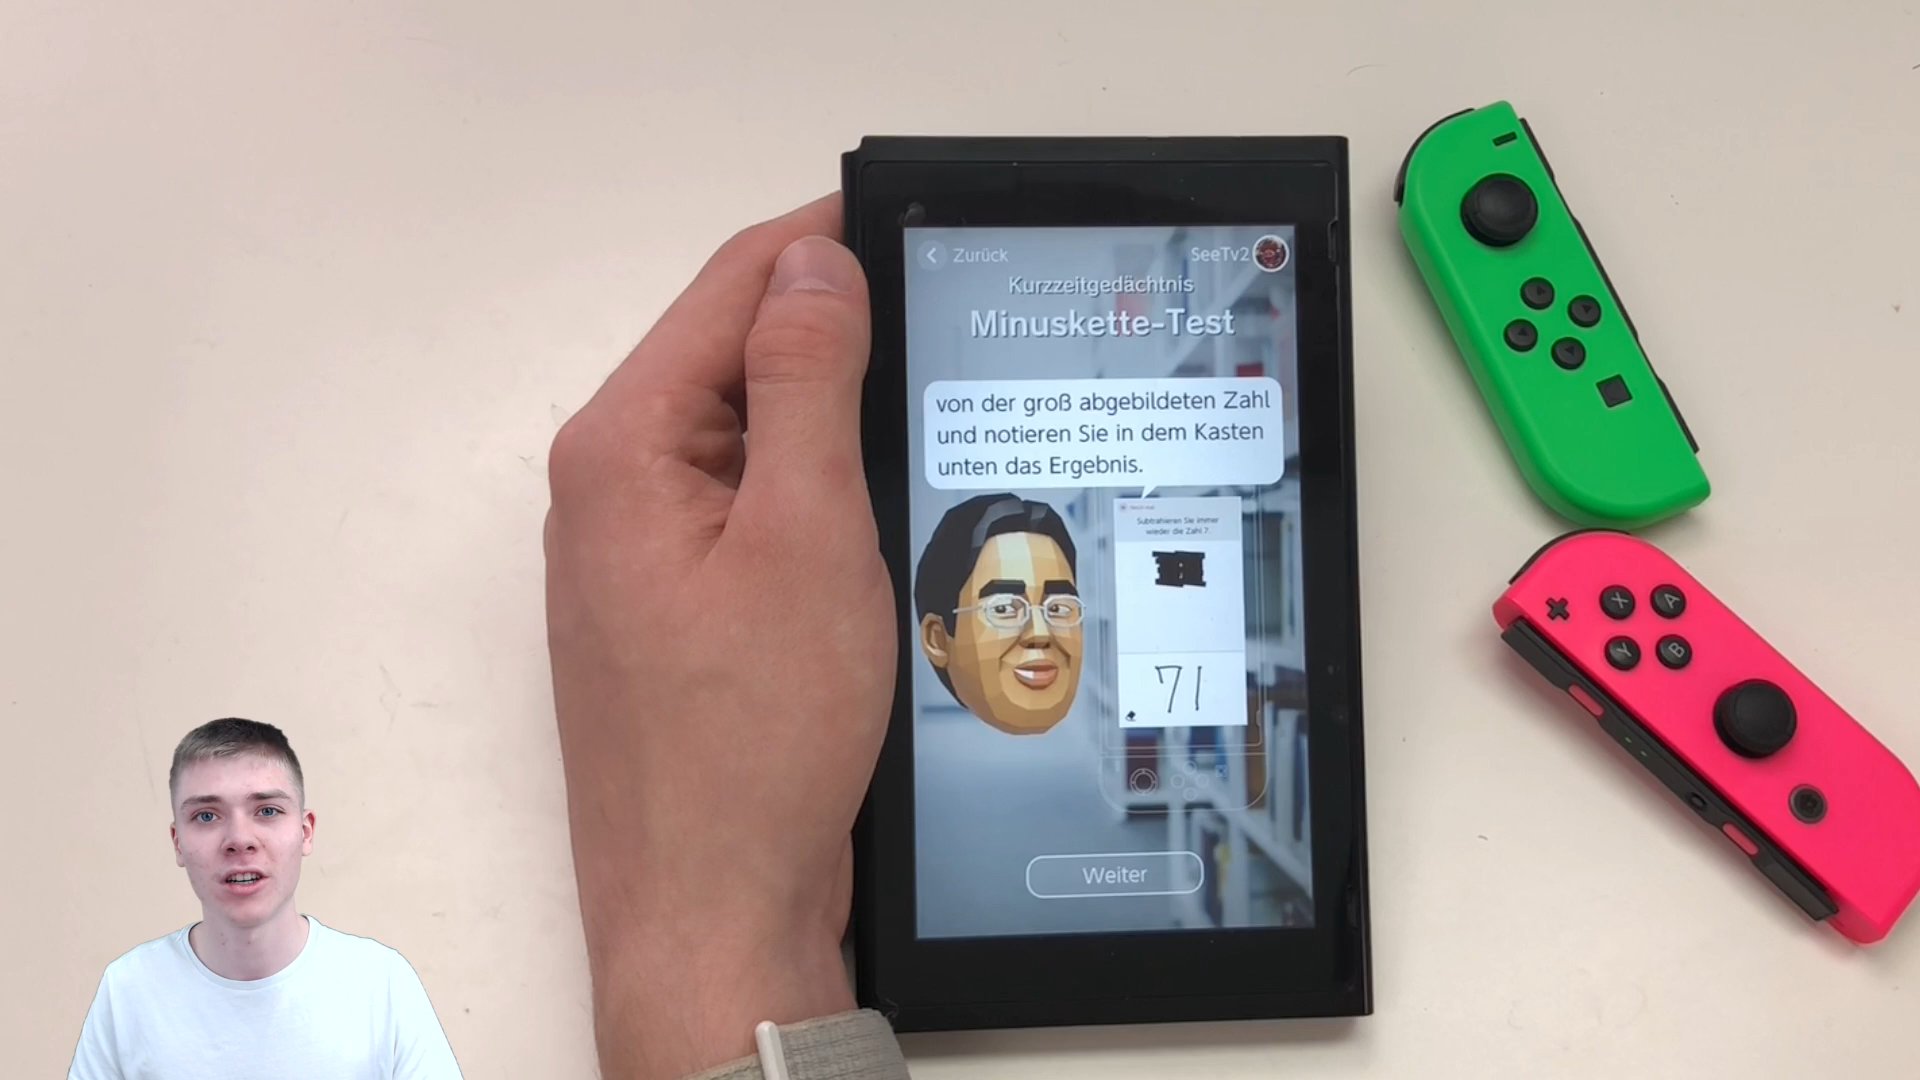 Zurück
SeeTv2
Kurzzeitgedächtnis
Minuskette-Test
von der groß abgebildeten Zahl
und notieren Sie in dem Kasten
unten das Ergebnis.
Subtrahieren Sie immer
wieder die Zahl 7.
71
Weiter
X
A
Y
B